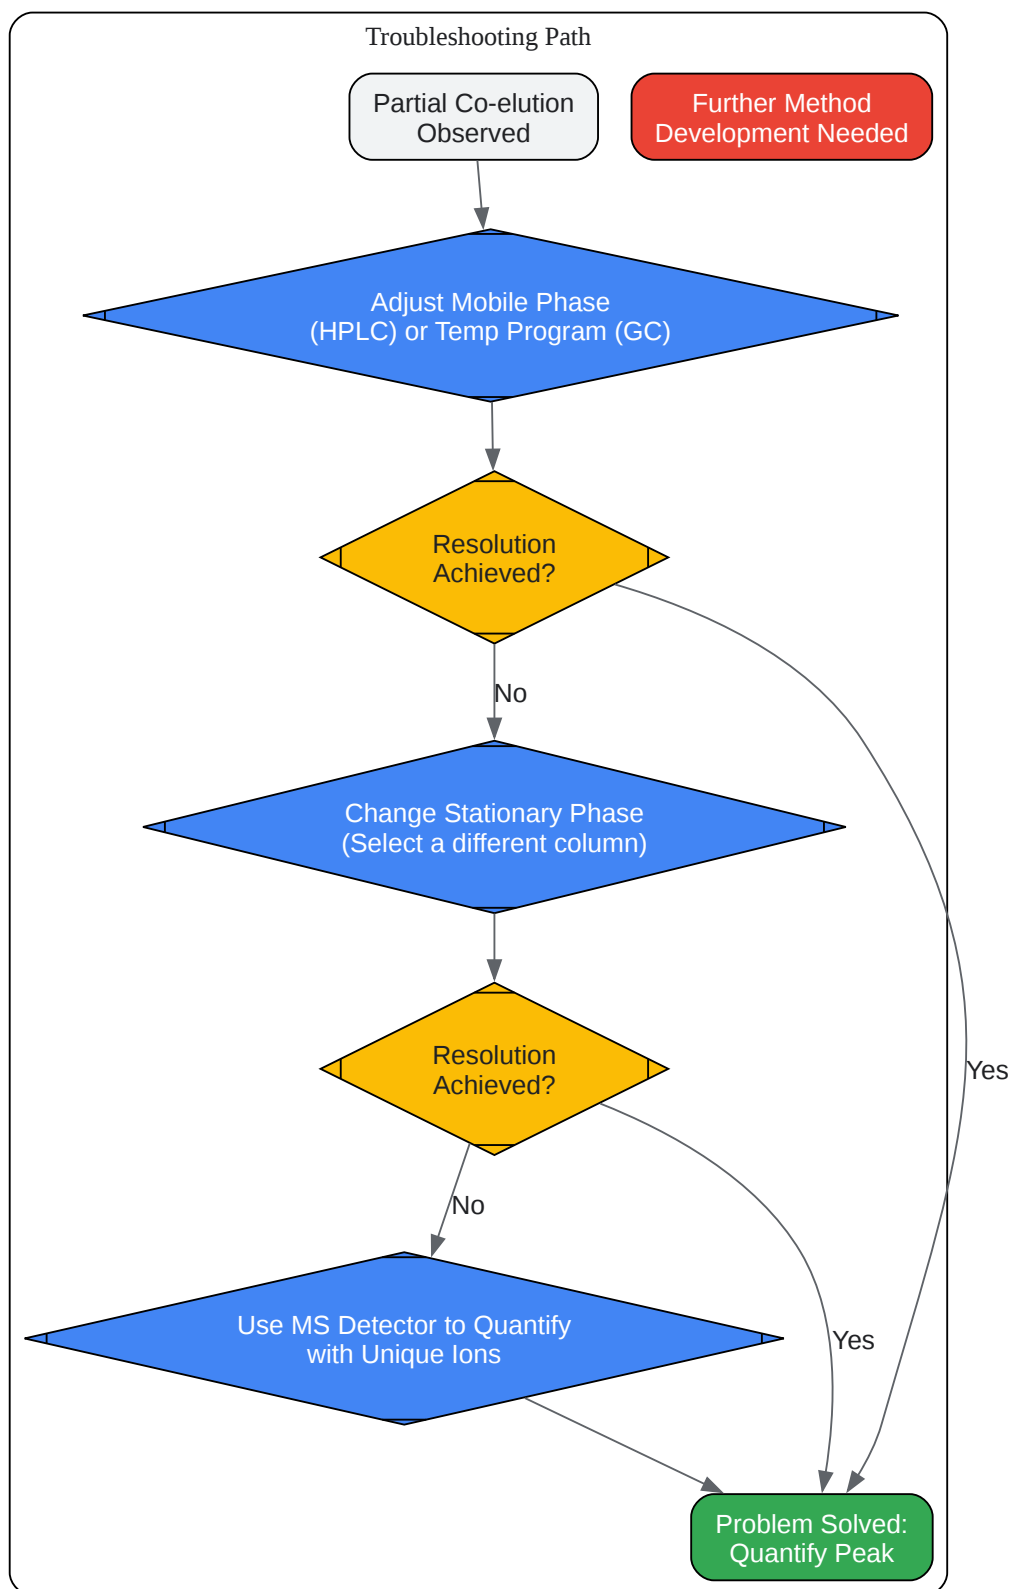 Troubleshooting Path
Partial Co-elution
Observed
Further Method
Development Needed
Adjust Mobile Phase
(HPLC) or Temp Program (GC)
Resolution
Achieved?
No
Change Stationary Phase
(Select a different column)
Resolution
Achieved?
Yes
No
Use MS Detector to Quantify
with Unique Ions
Yes
Problem Solved:
Quantify Peak